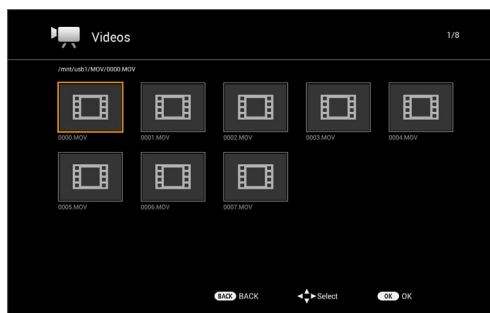 Videos
1/8
/mnt/usb1/MOV/0000.MOV
0000.MOV 0001.MOV 0002.MOV 0003.MOV 0004.MOV
0005.MOV 0006.MOV 0007.MOV
BACK BACK Select OK OK